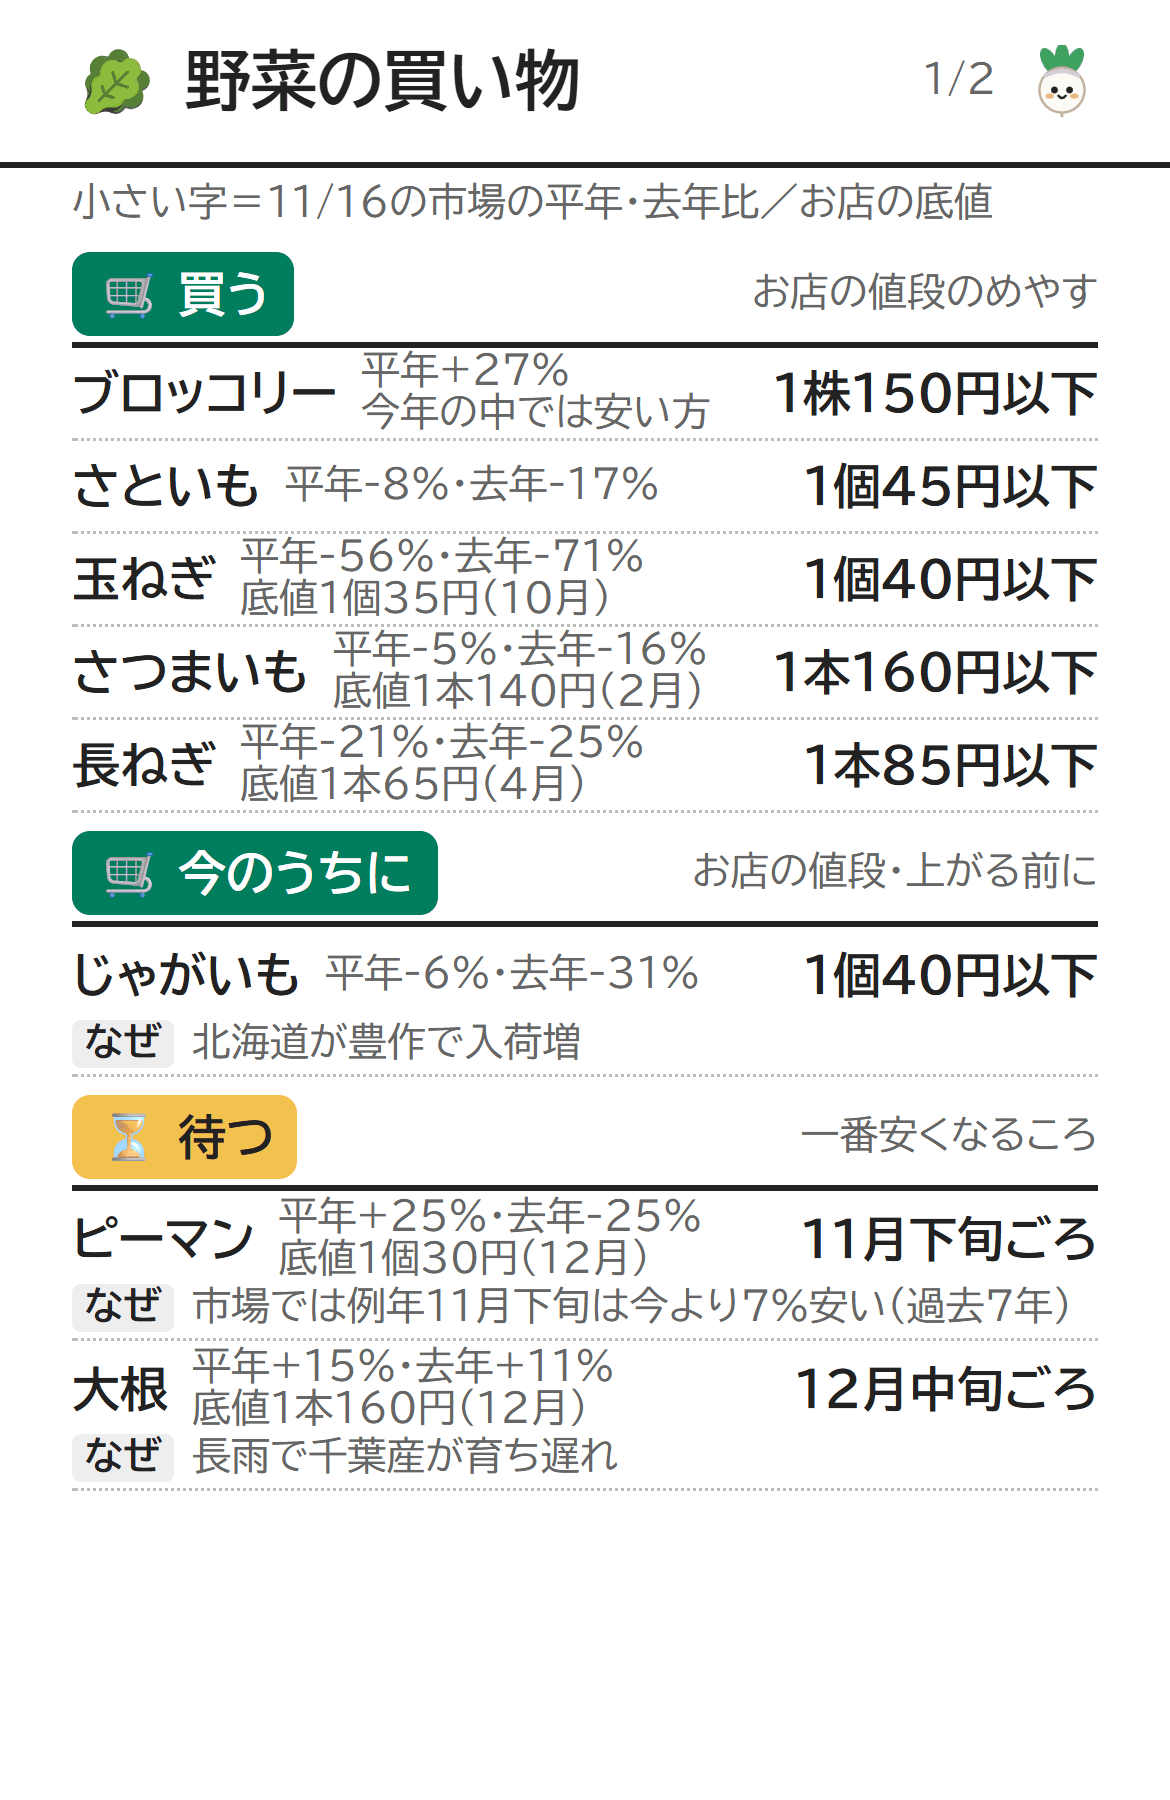 野菜の買い物
1/2
小さい字＝11/16の市場の平年･去年比／お店の底値
買う
お店の値段のめやす
ブロッコリー
平年+27%
今年の中では安い方
1株150円以下
さといも
平年-8%･去年-17%
1個45円以下
玉ねぎ
平年-56%･去年-71%
底値1個35円(10月)
1個40円以下
さつまいも
平年-5%･去年-16%
底値1本140円(2月)
1本160円以下
長ねぎ
平年-21%･去年-25%
底値1本65円(4月)
1本85円以下
今のうちに
お店の値段･上がる前に
じゃがいも
平年-6%･去年-31%
1個40円以下
なぜ
北海道が豊作で入荷増
待つ
一番安くなるころ
ピーマン
平年+25%･去年-25%
底値1個30円(12月)
11月下旬ごろ
なぜ
市場では例年11月下旬は今より7%安い(過去7年)
大根
平年+15%･去年+11%
底値1本160円(12月)
12月中旬ごろ
なぜ
長雨で千葉産が育ち遅れ